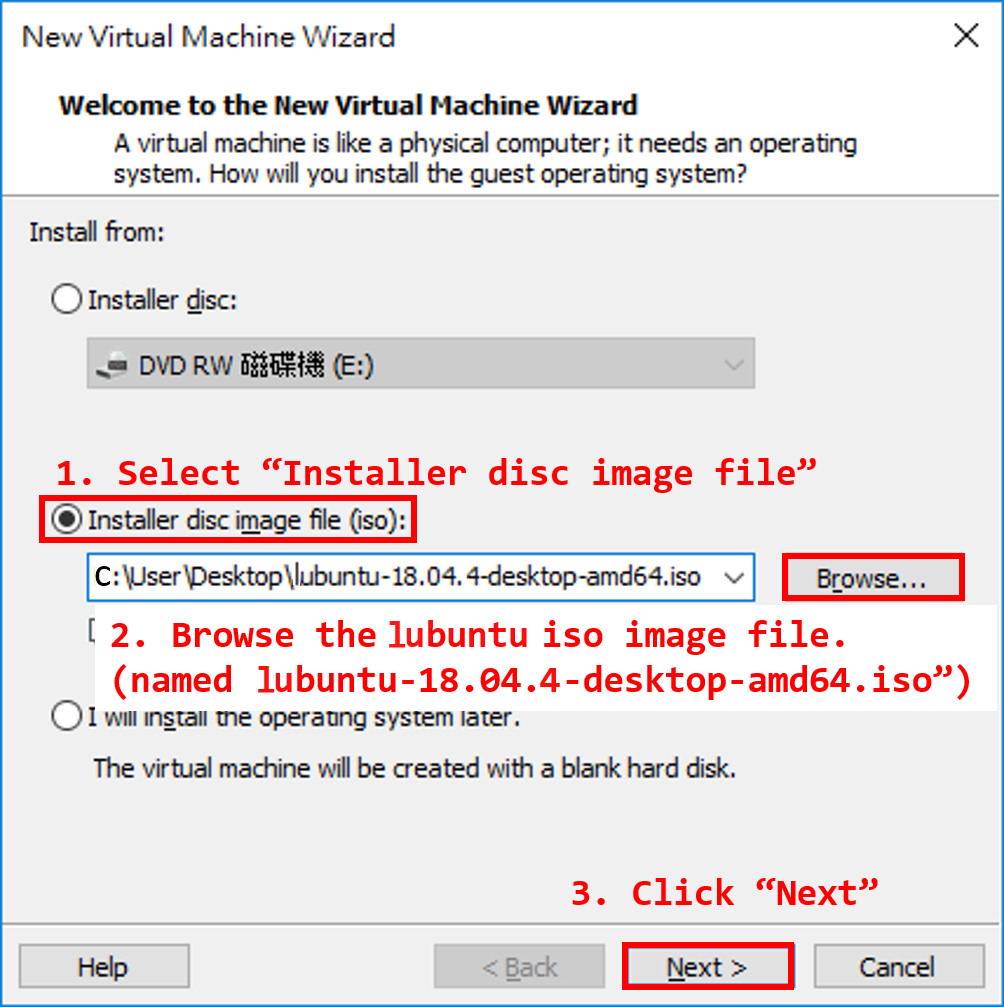 New Virtual Machine Wizard
Welcome to the New Virtual Machine Wizard
A virtual machine is like a physical computer; it needs an operating
system. How will you install the guest operating system?
Install from:
Installer disc:
DVD RW 磁碟機 (E:)
1. Select “Installer disc image file”
Installer disc image file (iso):
C:\User\Desktop\lubuntu-18.04.4-desktop-amd64.iso
Browse...
2. Browse the lubuntu iso image file.
(named lubuntu-18.04.4-desktop-amd64.iso”)
I will install the operating system later.
The virtual machine will be created with a blank hard disk.
3. Click “Next”
Help
< Back
Next >
Cancel